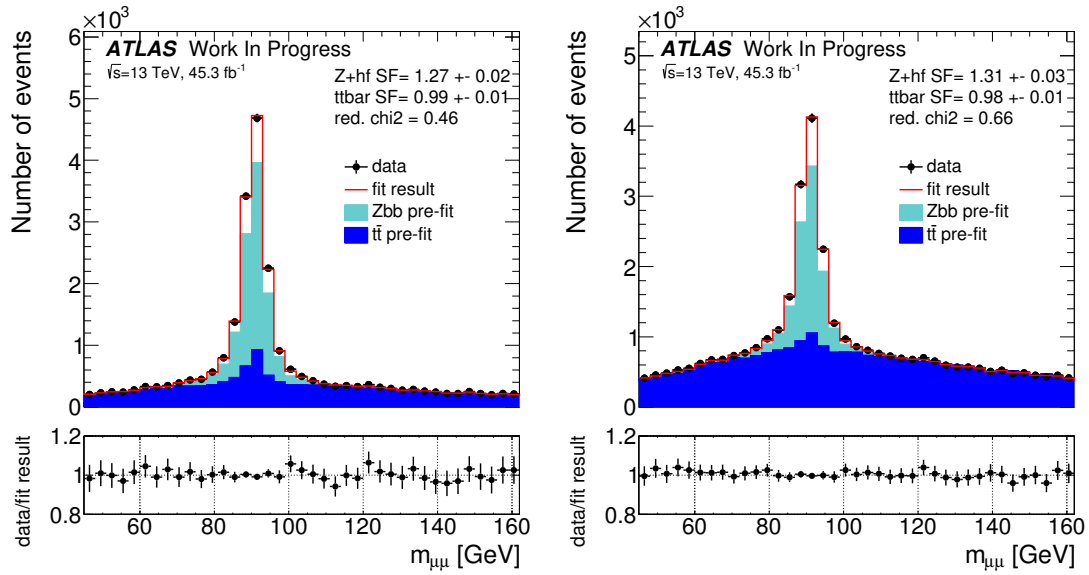 ×10³
6
5
4
3
2
1
0
Number of events
ATLAS Work In Progress
√s=13 TeV, 45.3 fb⁻¹
Z+hf SF= 1.27 +- 0.02
ttbar SF= 0.99 +- 0.01
red. chi2 = 0.46
data
fit result
Zbb pre-fit
tt̄ pre-fit
1.2
1
0.8
data/fit result
60 80 100 120 140 160
mμμ [GeV]
×10³
5
4
3
2
1
0
Number of events
ATLAS Work In Progress
√s=13 TeV, 45.3 fb⁻¹
Z+hf SF= 1.31 +- 0.03
ttbar SF= 0.98 +- 0.01
red. chi2 = 0.66
data
fit result
Zbb pre-fit
tt̄ pre-fit
1.2
1
0.8
data/fit result
60 80 100 120 140 160
mμμ [GeV]